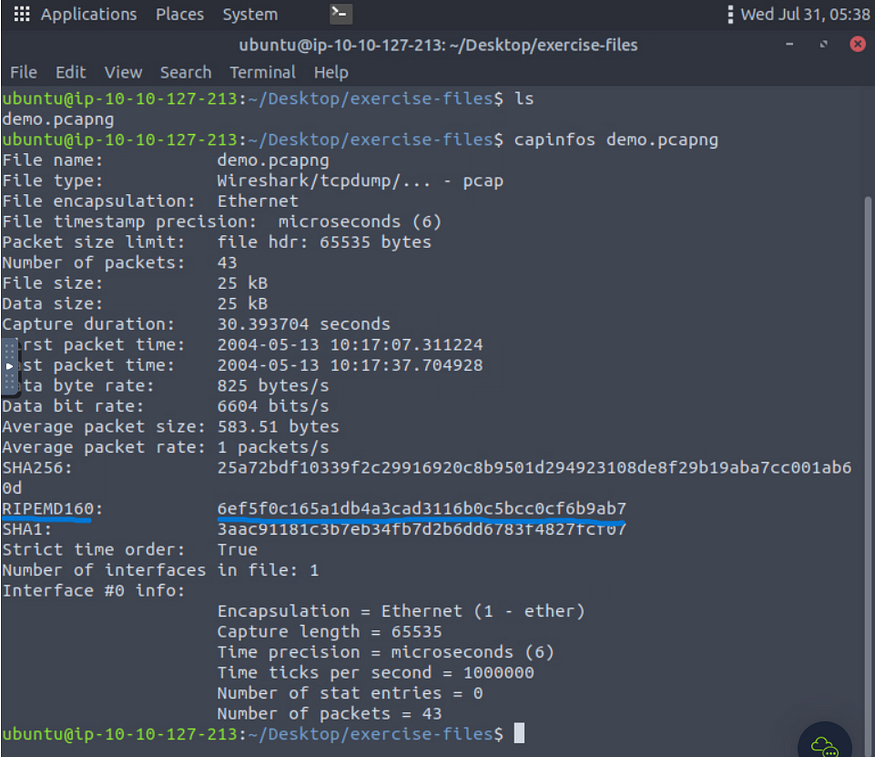 Applications Places System Wed Jul 31, 05:38
ubuntu@ip-10-10-127-213: ~/Desktop/exercise-files
File Edit View Search Terminal Help
ubuntu@ip-10-10-127-213:~/Desktop/exercise-files$ ls
demo.pcapng
ubuntu@ip-10-10-127-213:~/Desktop/exercise-files$ capinfos demo.pcapng
File name: demo.pcapng
File type: Wireshark/tcpdump/... - pcap
File encapsulation: Ethernet
File timestamp precision: microseconds (6)
Packet size limit: file hdr: 65535 bytes
Number of packets: 43
File size: 25 kB
Data size: 25 kB
Capture duration: 30.393704 seconds
rst packet time: 2004-05-13 10:17:07.311224
st packet time: 2004-05-13 10:17:37.704928
ta byte rate: 825 bytes/s
Data bit rate: 6604 bits/s
Average packet size: 583.51 bytes
Average packet rate: 1 packets/s
SHA256: 25a72bdf10339f2c29916920c8b9501d294923108de8f29b19aba7cc001ab6
0d
RIPEMD160: 6ef5f0c165a1db4a3cad3116b0c5bcc0cf6b9ab7
SHA1: 3aac91181c3b7eb34fb7d2b6dd6783f4827fcf07
Strict time order: True
Number of interfaces in file: 1
Interface #0 info:
Encapsulation = Ethernet (1 - ether)
Capture length = 65535
Time precision = microseconds (6)
Time ticks per second = 1000000
Number of stat entries = 0
Number of packets = 43
ubuntu@ip-10-10-127-213:~/Desktop/exercise-files$